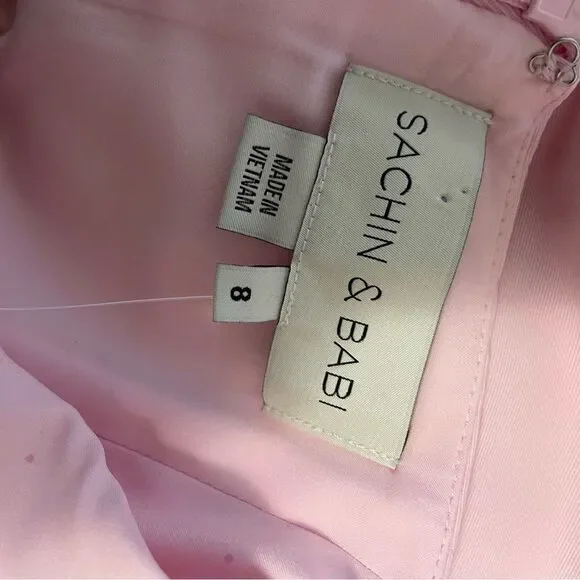 SACHIN & BABI
MADE IN
VIETNAM
8